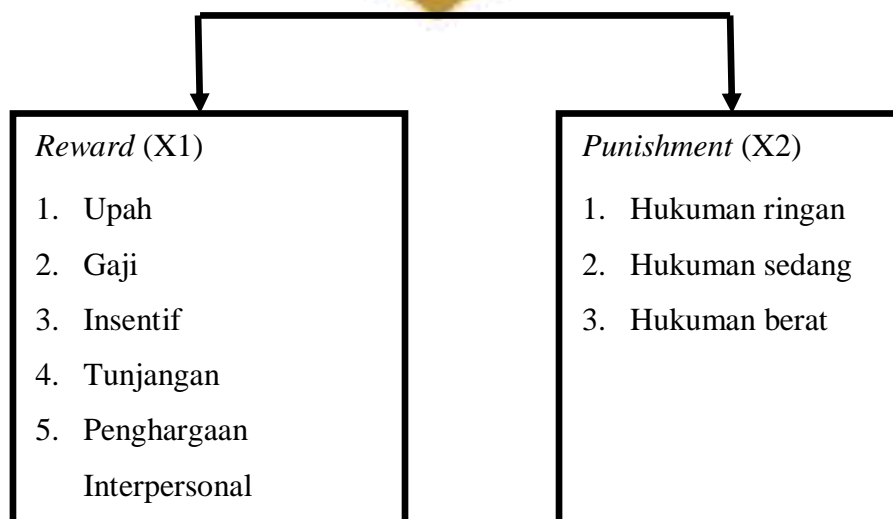 Reward (X1)
1. Upah
2. Gaji
3. Insentif
4. Tunjangan
5. Penghargaan
Interpersonal
Punishment (X2)
1. Hukuman ringan
2. Hukuman sedang
3. Hukuman berat